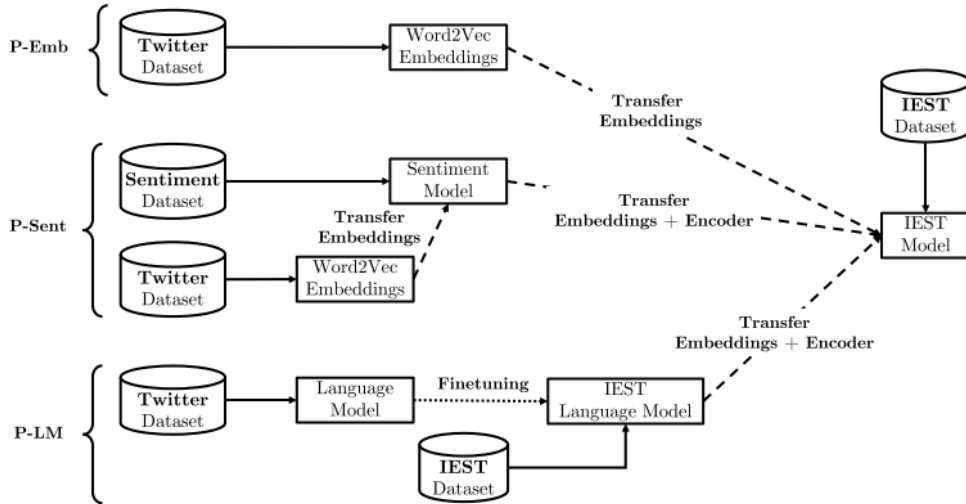 P-Emb
Twitter
Dataset
Word2Vec
Embeddings
Transfer
Embeddings
IEST
Dataset
P-Sent
Sentiment
Dataset
Sentiment
Model
Transfer
Embeddings
Transfer
Embeddings + Encoder
IEST
Model
Twitter
Dataset
Word2Vec
Embeddings
Transfer
Embeddings + Encoder
P-LM
Twitter
Dataset
Language
Model
Finetuning
IEST
Language Model
IEST
Dataset